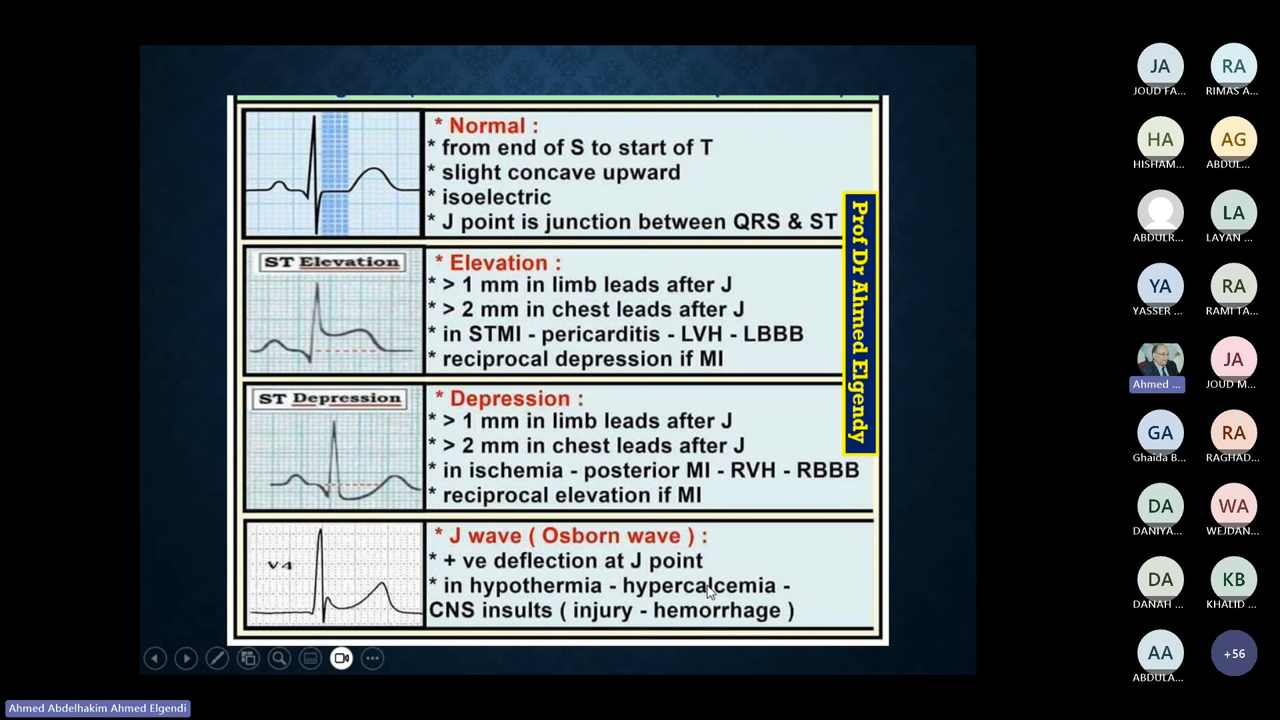 * Normal :
* from end of S to start of T
* slight concave upward
* isoelectric
* J point is junction between QRS & ST
ST Elevation
* Elevation :
* > 1 mm in limb leads after J
* > 2 mm in chest leads after J
* in STMI - pericarditis - LVH - LBBB
* reciprocal depression if MI
ST Depression
* Depression :
* > 1 mm in limb leads after J
* > 2 mm in chest leads after J
* in ischemia - posterior MI - RVH - RBBB
* reciprocal elevation if MI
V4
* J wave ( Osborn wave ) :
* + ve deflection at J point
* in hypothermia - hypercalcemia -
CNS insults ( injury - hemorrhage )
Prof Dr Ahmed Elgendy
JA
JOUD FA...
RA
RIMAS A...
HA
HISHAM...
AG
ABDUL...
ABDULR...
LA
LAYAN ...
YA
YASSER ...
RA
RAMI TA...
Ahmed ...
JA
JOUD M...
GA
Ghaida B...
RA
RAGHAD...
DA
DANIYA...
WA
WEJDAN...
DA
DANAH ...
KB
KHALID ...
AA
ABDULA...
+56
Ahmed Abdelhakim Ahmed Elgendi